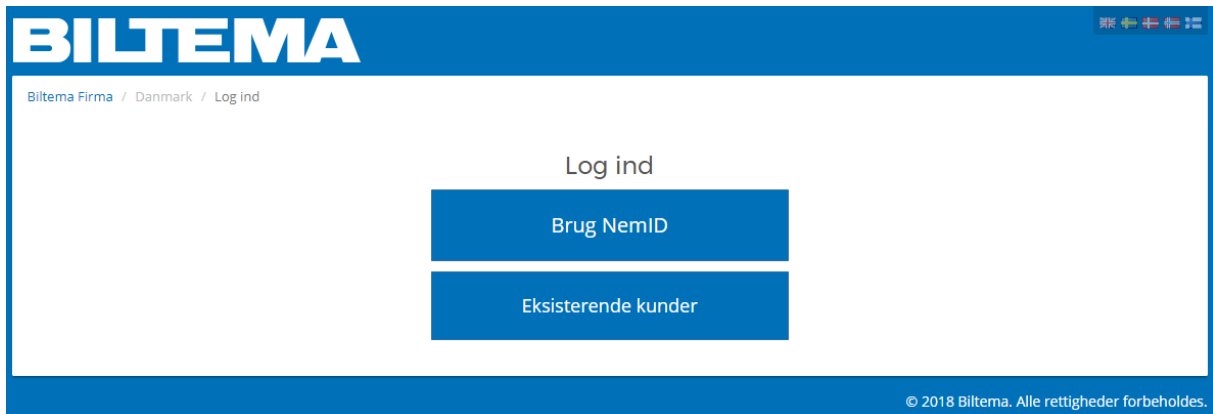 BILTEMA
Biltema Firma / Danmark / Log ind
Log ind
Brug NemID
Eksisterende kunder
© 2018 Biltema. Alle rettigheder forbeholdes.